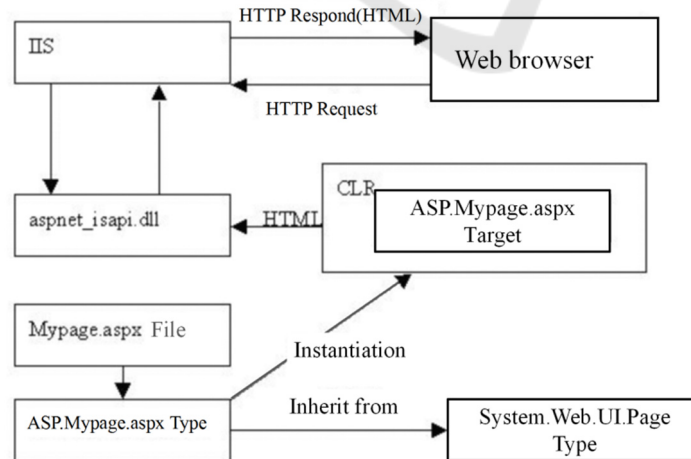 HTTP Respond(HTML)
IIS
Web browser
HTTP Request
CLR
aspnet_isapi.dll
HTML
ASP.Mypage.aspx
Target
Mypage.aspx File
Instantiation
ASP.Mypage.aspx Type
Inherit from
System.Web.UI.Page
Type